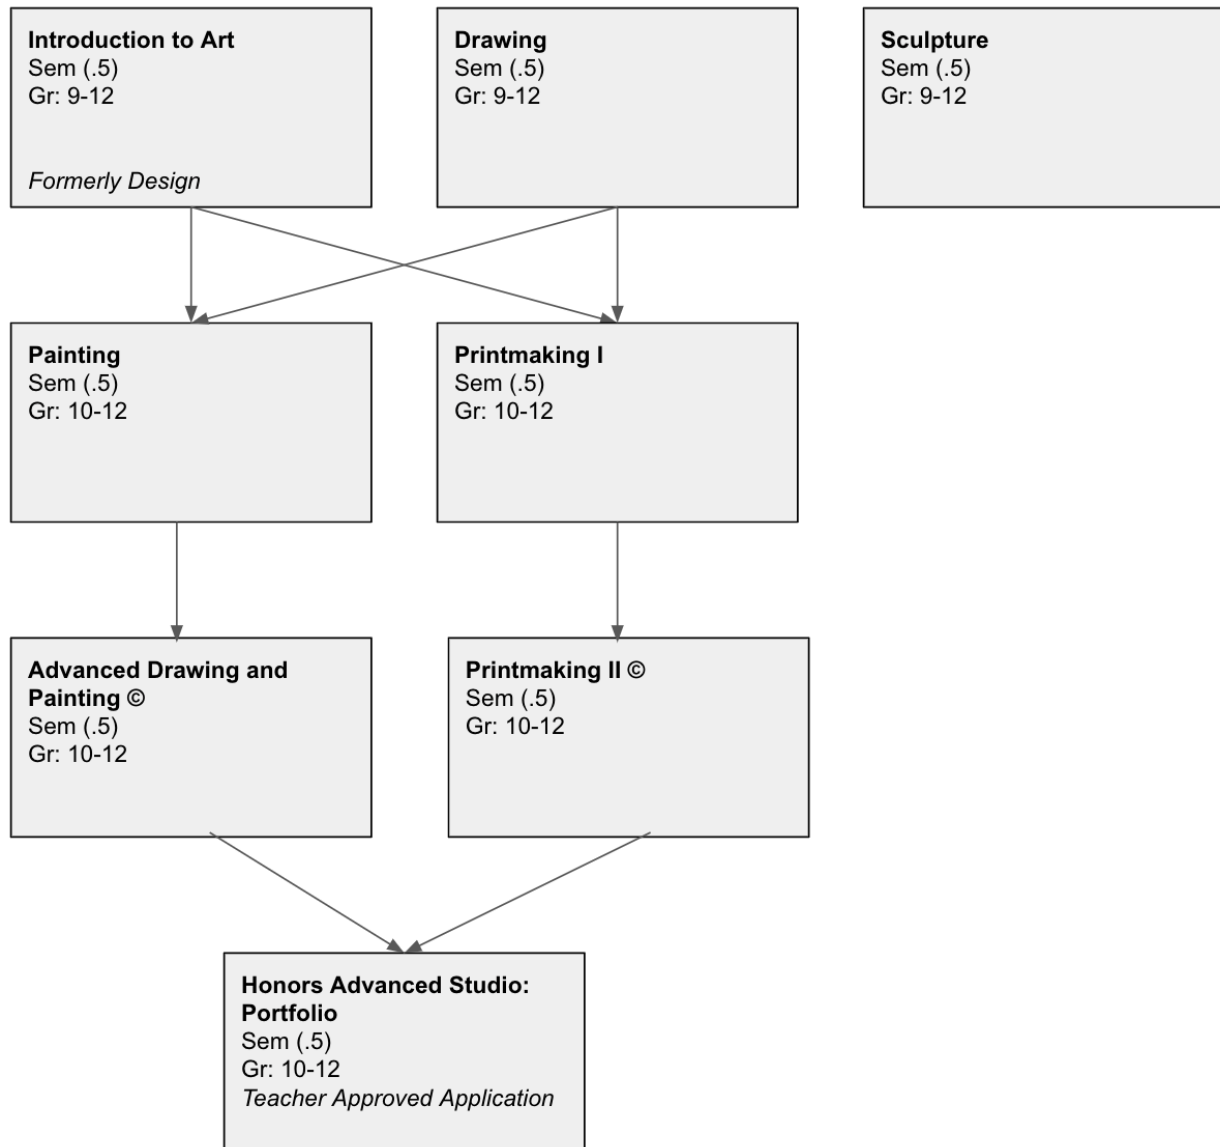 Introduction to Art
Sem (.5)
Gr: 9-12
Formerly Design
Drawing
Sem (.5)
Gr: 9-12
Sculpture
Sem (.5)
Gr: 9-12
Painting
Sem (.5)
Gr: 10-12
Printmaking I
Sem (.5)
Gr: 10-12
Advanced Drawing and
Painting ©
Sem (.5)
Gr: 10-12
Printmaking II ©
Sem (.5)
Gr: 10-12
Honors Advanced Studio:
Portfolio
Sem (.5)
Gr: 10-12
Teacher Approved Application